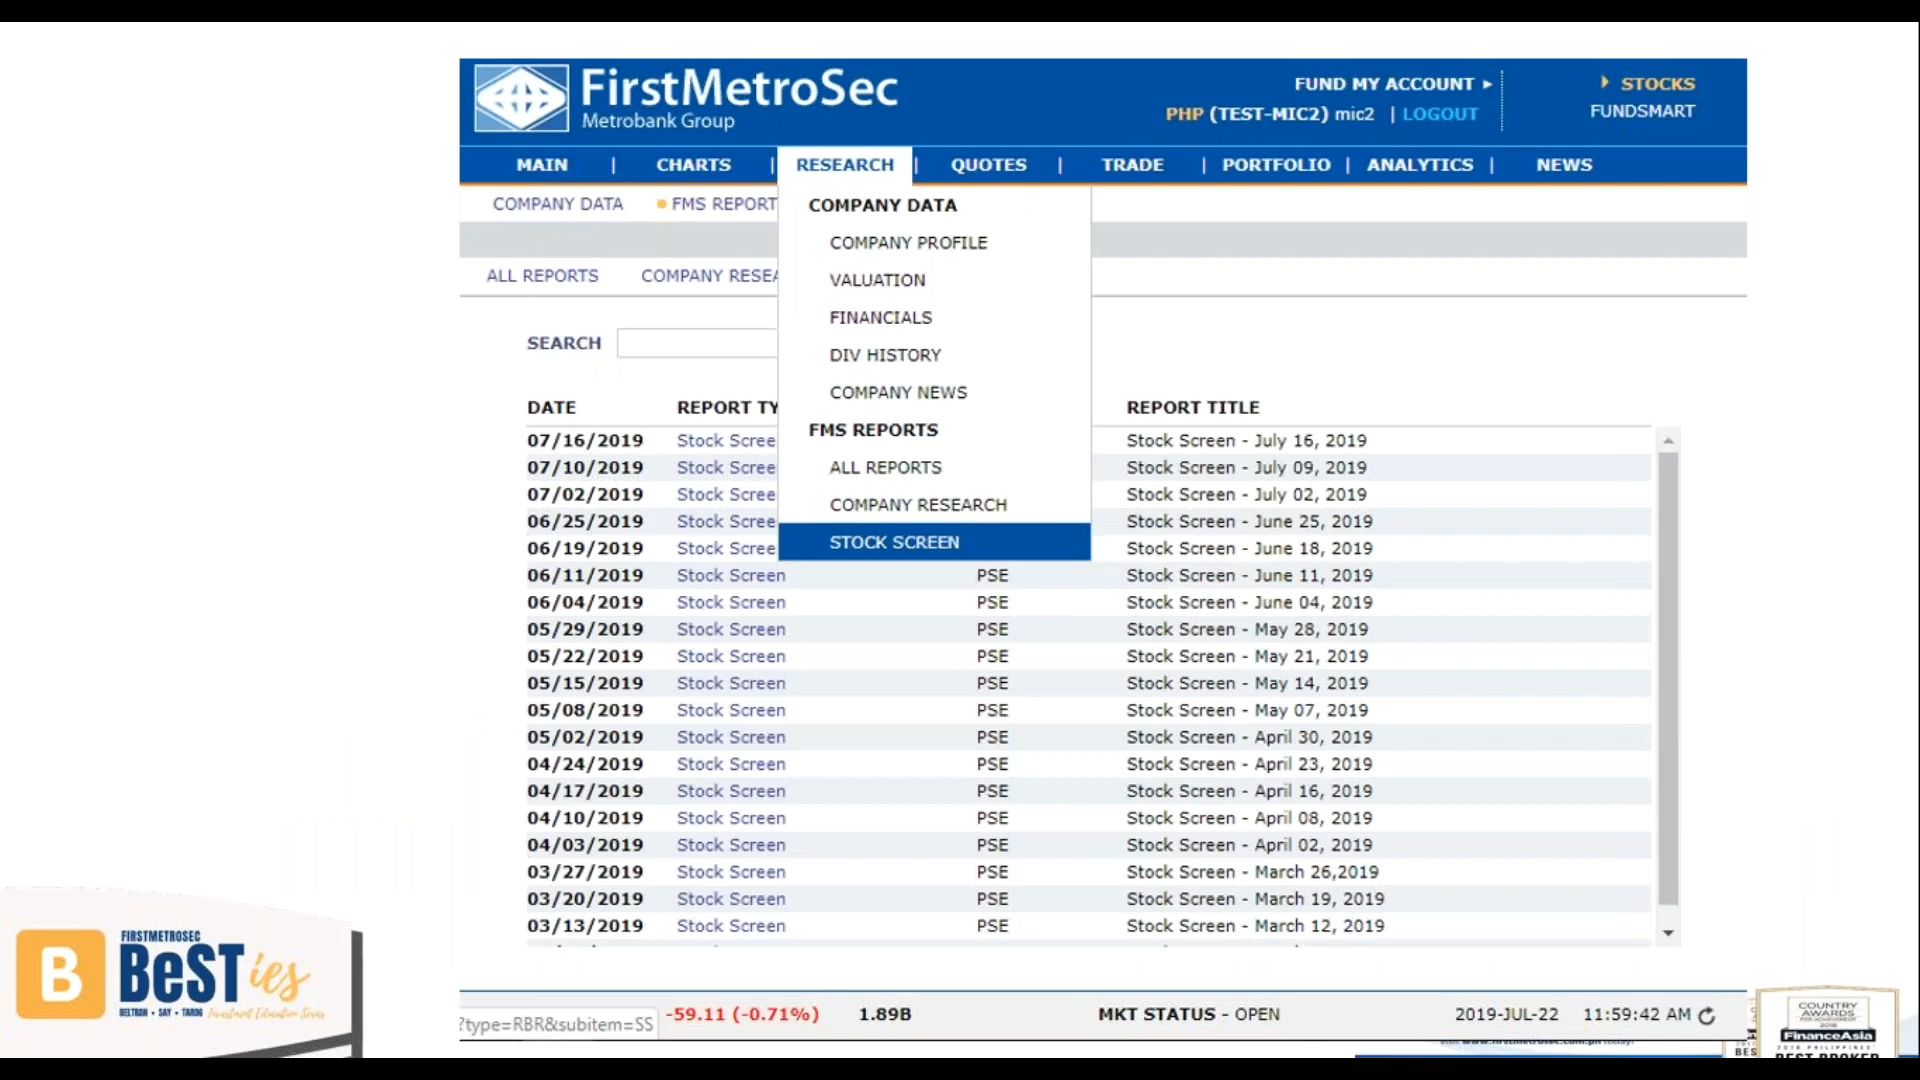 FirstMetroSec
Metrobank Group
FUND MY ACCOUNT
STOCKS
PHP (TEST-MIC2) mic2 | LOGOUT
FUNDSMART
MAIN | CHARTS | RESEARCH | QUOTES | TRADE | PORTFOLIO | ANALYTICS | NEWS
COMPANY DATA FMS REPORT
ALL REPORTS COMPANY RESEA
COMPANY DATA
COMPANY PROFILE
VALUATION
FINANCIALS
DIV HISTORY
COMPANY NEWS
FMS REPORTS
ALL REPORTS
COMPANY RESEARCH
STOCK SCREEN
SEARCH
DATE REPORT TY REPORT TITLE
07/16/2019 Stock Scree Stock Screen - July 16, 2019
07/10/2019 Stock Scree Stock Screen - July 09, 2019
07/02/2019 Stock Scree Stock Screen - July 02, 2019
06/25/2019 Stock Scree Stock Screen - June 25, 2019
06/19/2019 Stock Scree Stock Screen - June 18, 2019
06/11/2019 Stock Screen PSE Stock Screen - June 11, 2019
06/04/2019 Stock Screen PSE Stock Screen - June 04, 2019
05/29/2019 Stock Screen PSE Stock Screen - May 28, 2019
05/22/2019 Stock Screen PSE Stock Screen - May 21, 2019
05/15/2019 Stock Screen PSE Stock Screen - May 14, 2019
05/08/2019 Stock Screen PSE Stock Screen - May 07, 2019
05/02/2019 Stock Screen PSE Stock Screen - April 30, 2019
04/24/2019 Stock Screen PSE Stock Screen - April 23, 2019
04/17/2019 Stock Screen PSE Stock Screen - April 16, 2019
04/10/2019 Stock Screen PSE Stock Screen - April 08, 2019
04/03/2019 Stock Screen PSE Stock Screen - April 02, 2019
03/27/2019 Stock Screen PSE Stock Screen - March 26,2019
03/20/2019 Stock Screen PSE Stock Screen - March 19, 2019
03/13/2019 Stock Screen PSE Stock Screen - March 12, 2019
B
FIRSTMETROSEC
BeSTies
BELTRAN • SAY • TAROG Investment Education Series
?type=RBR&subitem=SS
-59.11 (-0.71%) 1.89B MKT STATUS - OPEN 2019-JUL-22 11:59:42 AM
COUNTRY
AWARDS
FinanceAsia
BEST BROKER